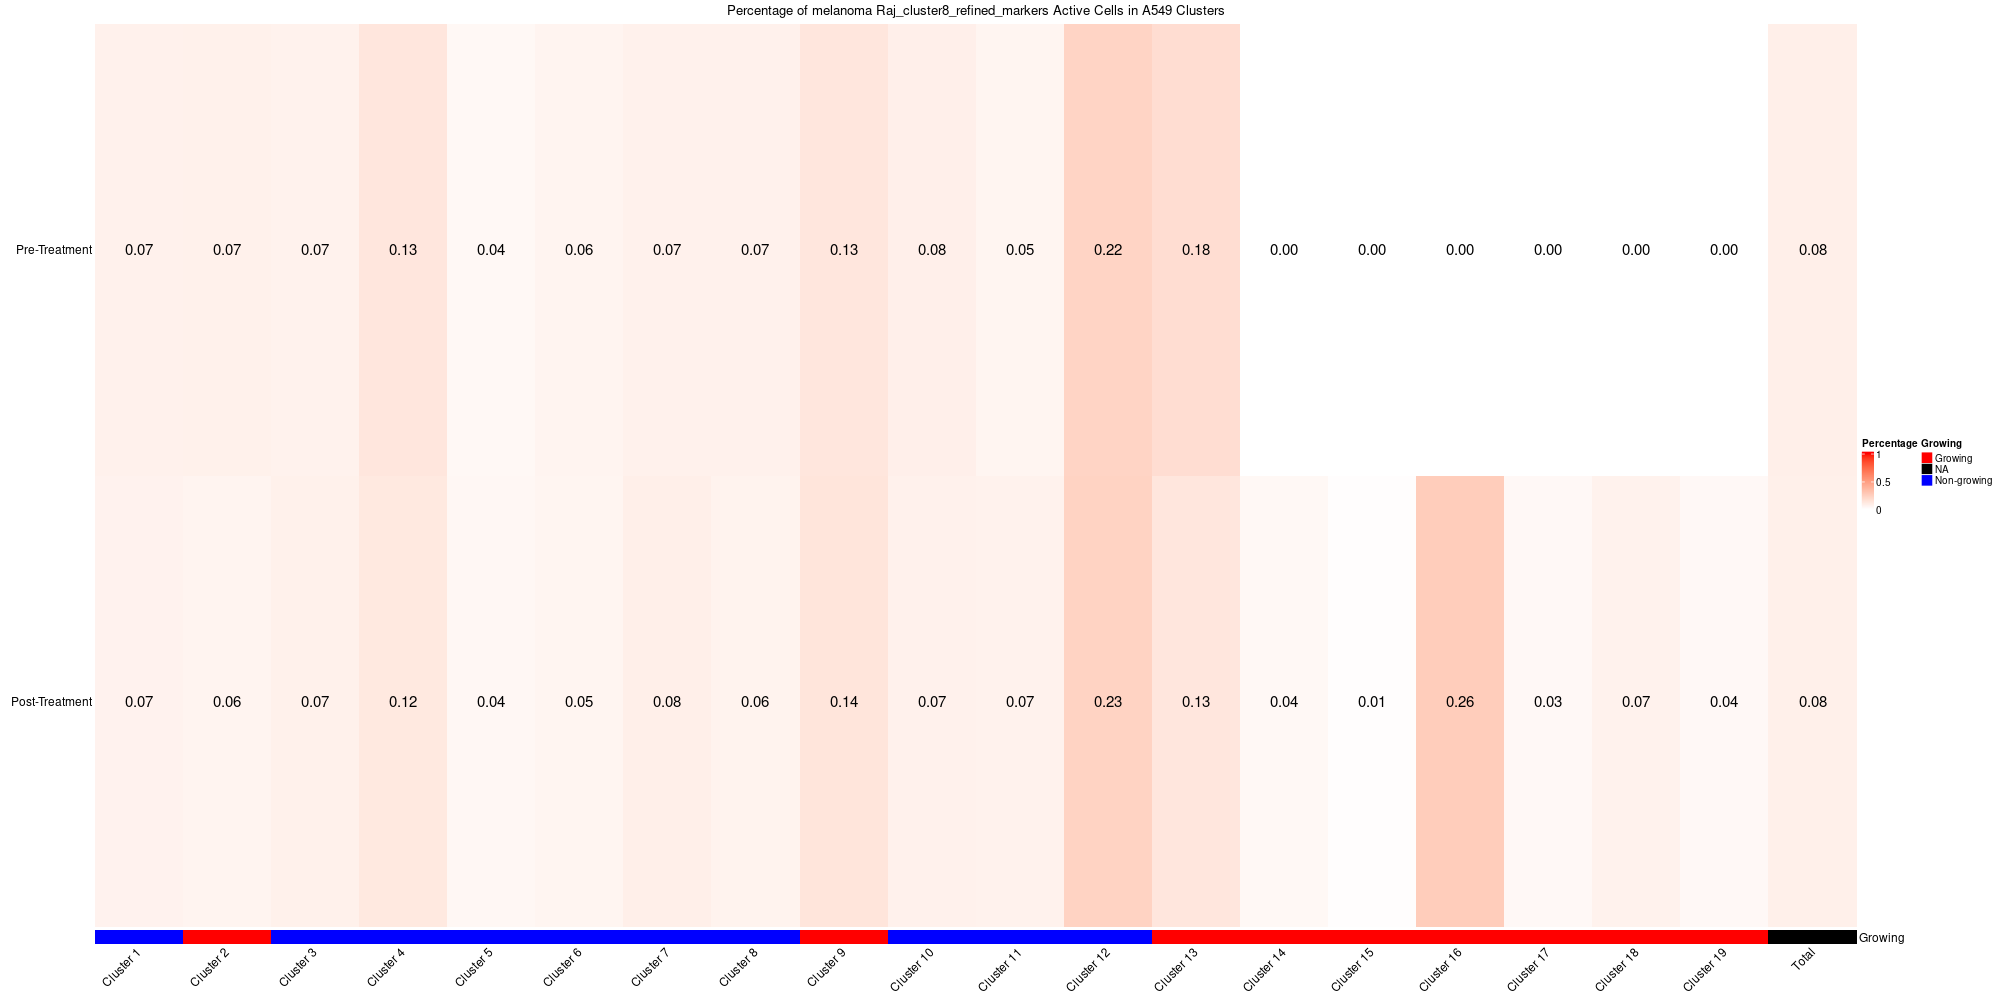 Percentage of melanoma Raj_cluster8_refined_markers Active Cells in A549 Clusters
Pre-Treatment 0.07 0.07 0.07 0.13 0.04 0.06 0.07 0.07 0.13 0.08 0.05 0.22 0.18 0.00 0.00 0.00 0.00 0.00 0.00 0.08
Percentage Growing
1 Growing
NA
0.5 Non-growing
0
Post-Treatment 0.07 0.06 0.07 0.12 0.04 0.05 0.08 0.06 0.14 0.07 0.07 0.23 0.13 0.04 0.01 0.26 0.03 0.07 0.04 0.08
Growing
Cluster 1 Cluster 2 Cluster 3 Cluster 4 Cluster 5 Cluster 6 Cluster 7 Cluster 8 Cluster 9 Cluster 10 Cluster 11 Cluster 12 Cluster 13 Cluster 14 Cluster 15 Cluster 16 Cluster 17 Cluster 18 Cluster 19 Total